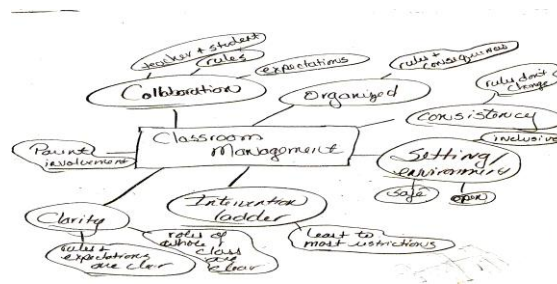 teacher + student
rules
expectations
Collaboration
rules +
consequences
Organized
rules don't
change
Consistency
inclusive
Classroom
Management
Parent
involvement
Setting/
environment
safe
open
Intervention
ladder
least to
most restrictions
Clarity
rules +
expectations
are clear
roles of
whole
class
are
clear